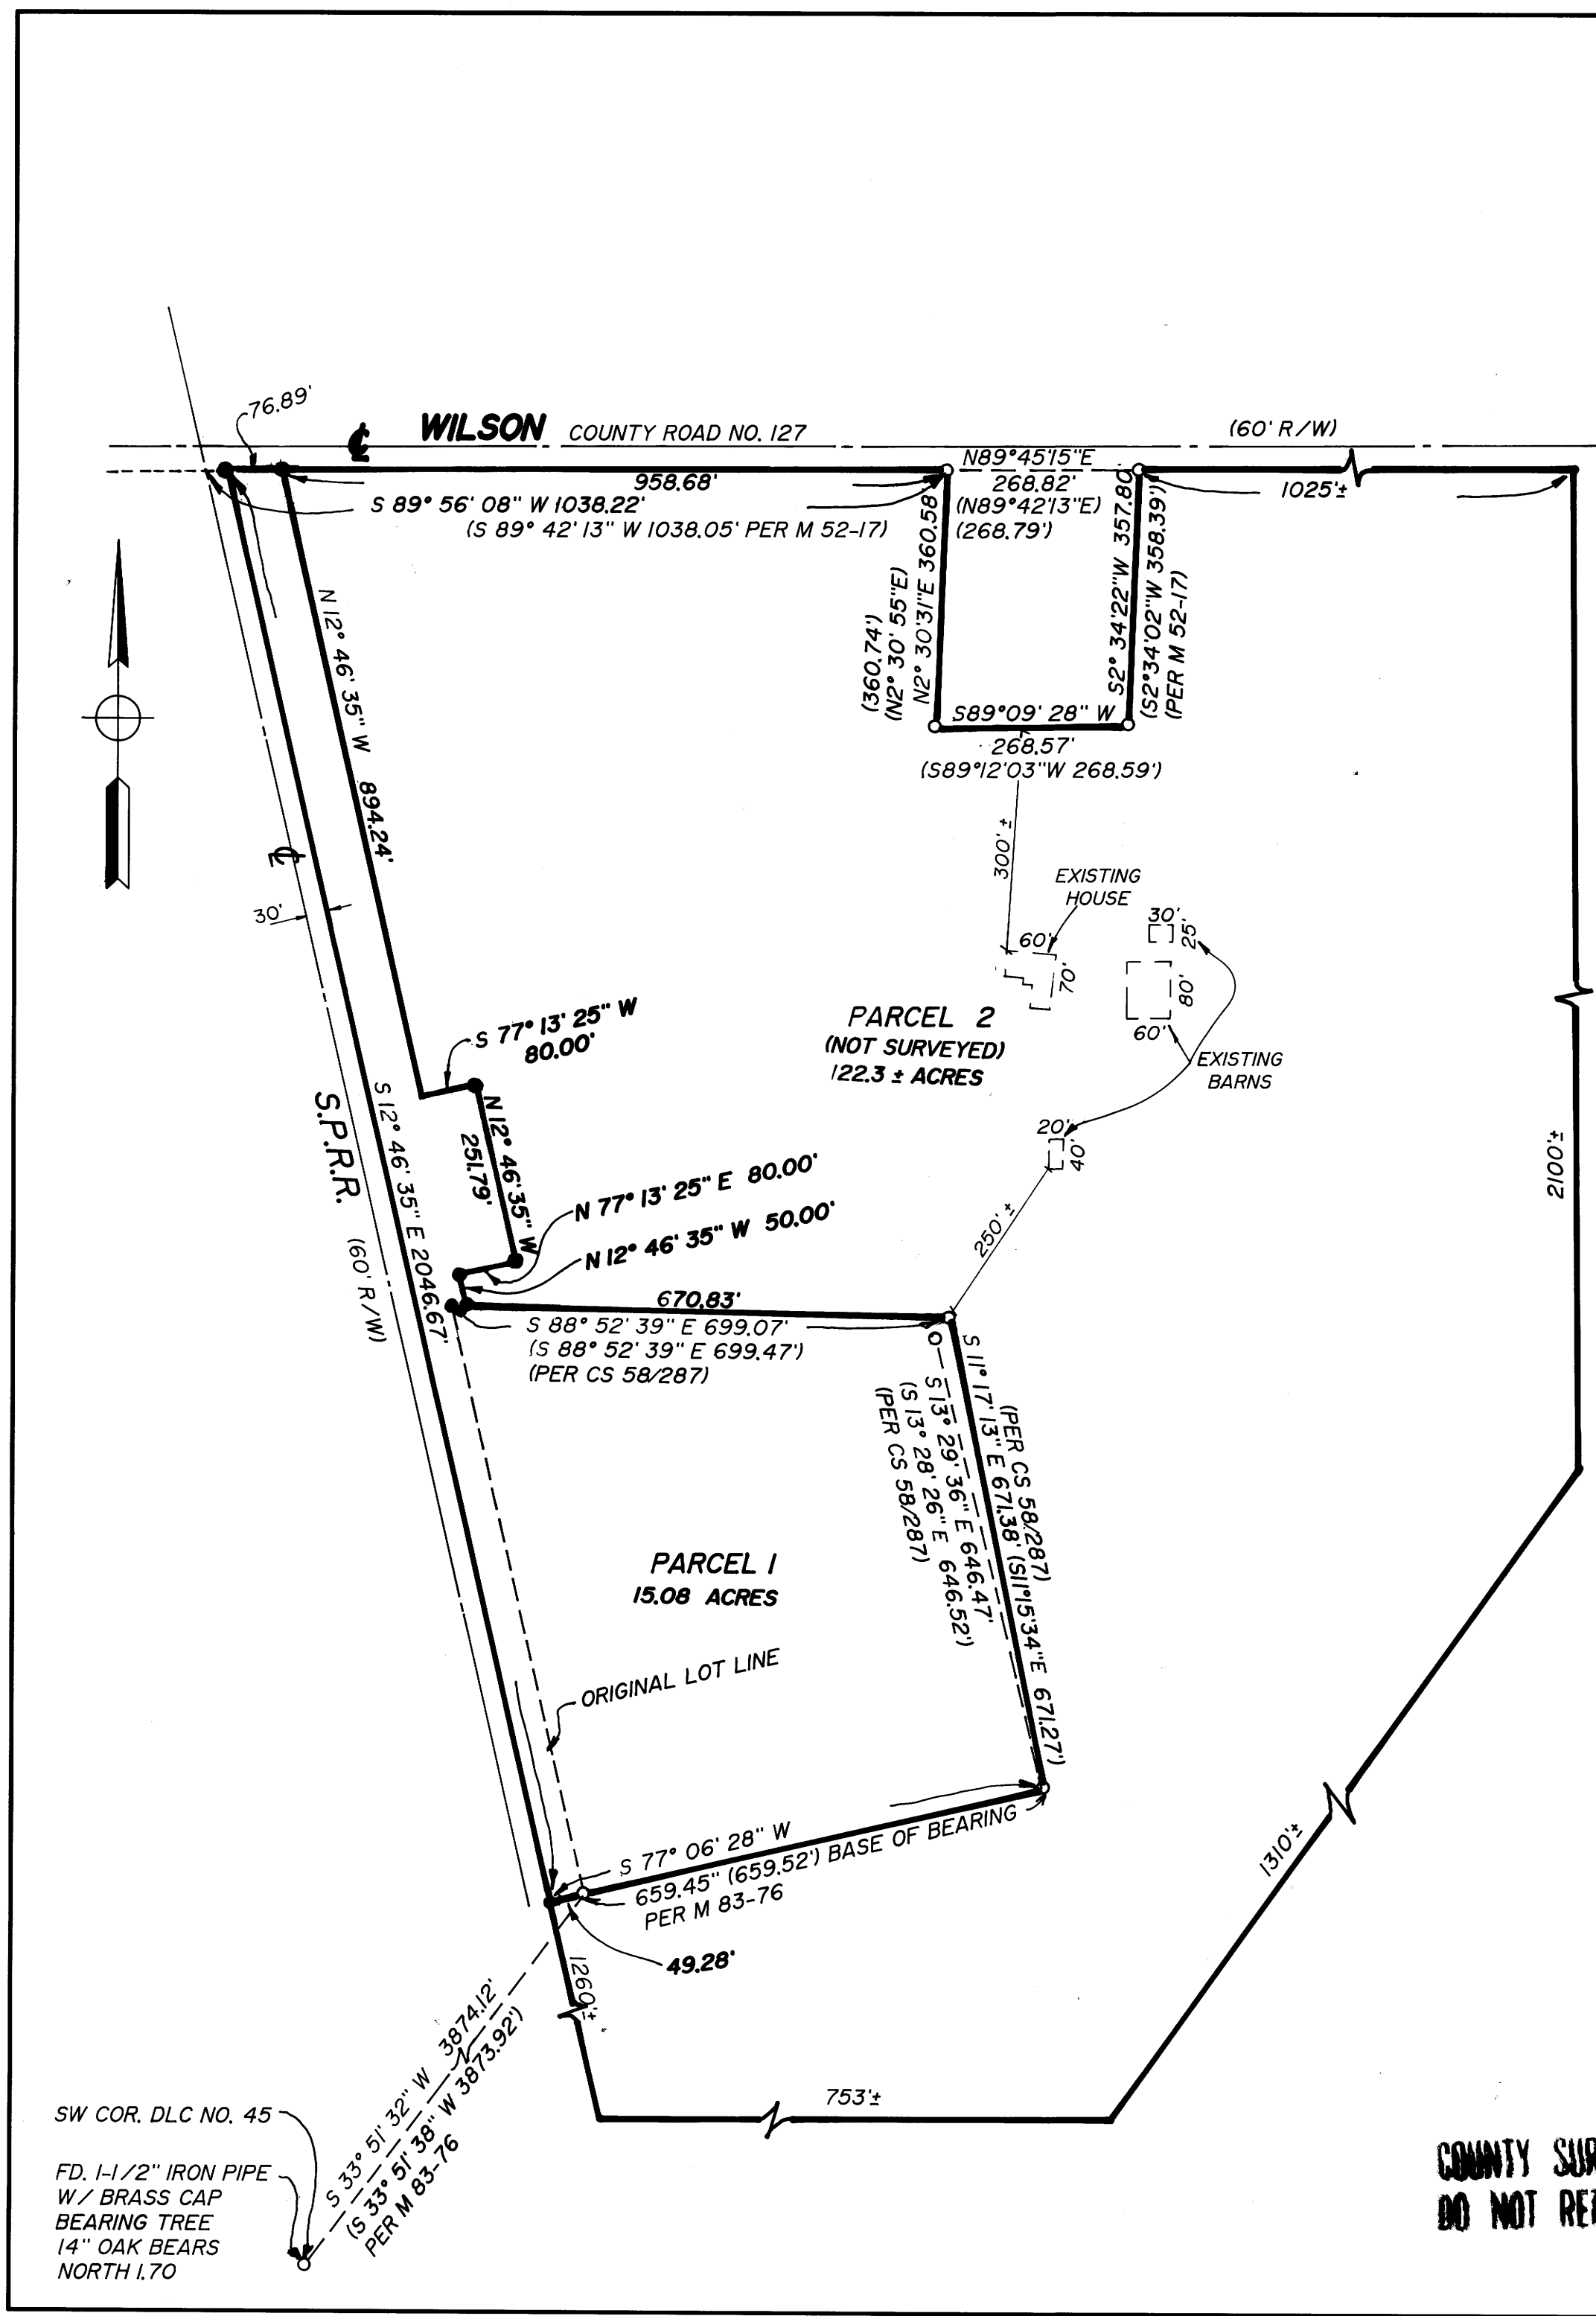 76.89'
℄ WILSON COUNTY ROAD NO. 127
(60' R/W)
958.68'
S 89° 56' 08" W 1038.22'
(S 89° 42' 13" W 1038.05' PER M 52-17)
N89°45'15"E
268.82'
(N89°42'13"E)
(268.79')
1025'±
(360.74')
(N2° 30' 55"E)
N2° 30'31"E 360.58'
S2° 34'22"W 357.80'
(S2°34'02"W 358.39')
(PER M 52-17)
S89°09' 28" W
268.57'
(S89°12'03"W 268.59')
N 12° 46' 35" W 894.24'
℄
30'
300' ±
EXISTING
HOUSE
60'
70'
30'
25'
80'
60'
EXISTING
BARNS
PARCEL 2
(NOT SURVEYED)
122.3 ± ACRES
S 77° 13' 25" W
80.00'
S.P.R.R.
(60' R/W)
S 12° 46' 35" E 2046.67'
N 12° 46' 35" W
251.79'
N 77° 13' 25" E 80.00'
N 12° 46' 35" W 50.00'
20'
40'
250' ±
2100'±
670.83'
S 88° 52' 39" E 699.07'
(S 88° 52' 39" E 699.47')
(PER CS 58/287)
(PER CS 58/287)
S 11° 17' 13" E 671.38' (S11°15'34"E 671.27')
S 13° 29' 36" E 646.47'
(S 13° 28' 26" E 646.52')
(PER CS 58/287)
PARCEL 1
15.08 ACRES
ORIGINAL LOT LINE
S 77° 06' 28" W
659.45" (659.52') BASE OF BEARING
PER M 83-76
49.28'
1310'±
1260'±
753'±
S 33° 51' 32" W 3874.12'
(S 33° 51' 38" W 3873.92')
PER M 83-76
SW COR. DLC NO. 45
FD. 1-1/2" IRON PIPE
W/ BRASS CAP
BEARING TREE
14" OAK BEARS
NORTH 1.70
COUNTY SUR
DO NOT RE